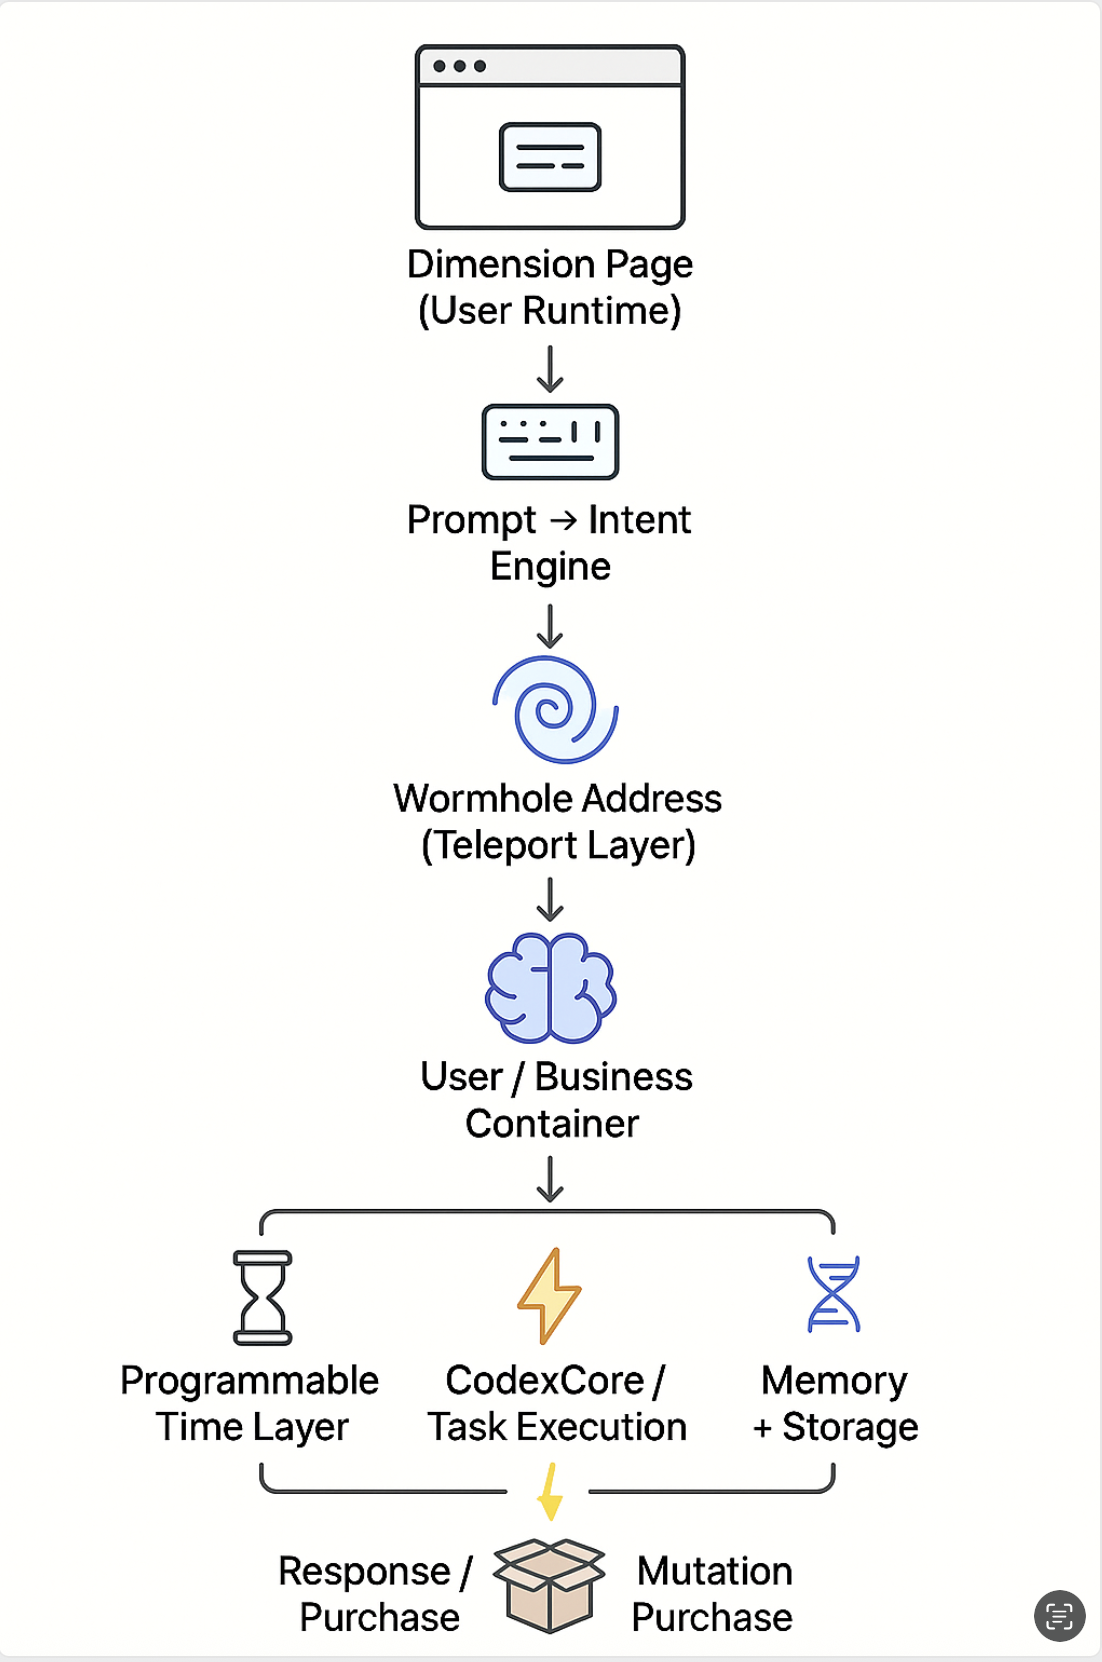 Dimension Page
(User Runtime)
Prompt → Intent
Engine
Wormhole Address
(Teleport Layer)
User / Business
Container
Programmable
Time Layer
CodexCore /
Task Execution
Memory
+ Storage
Response /
Purchase
Mutation
Purchase